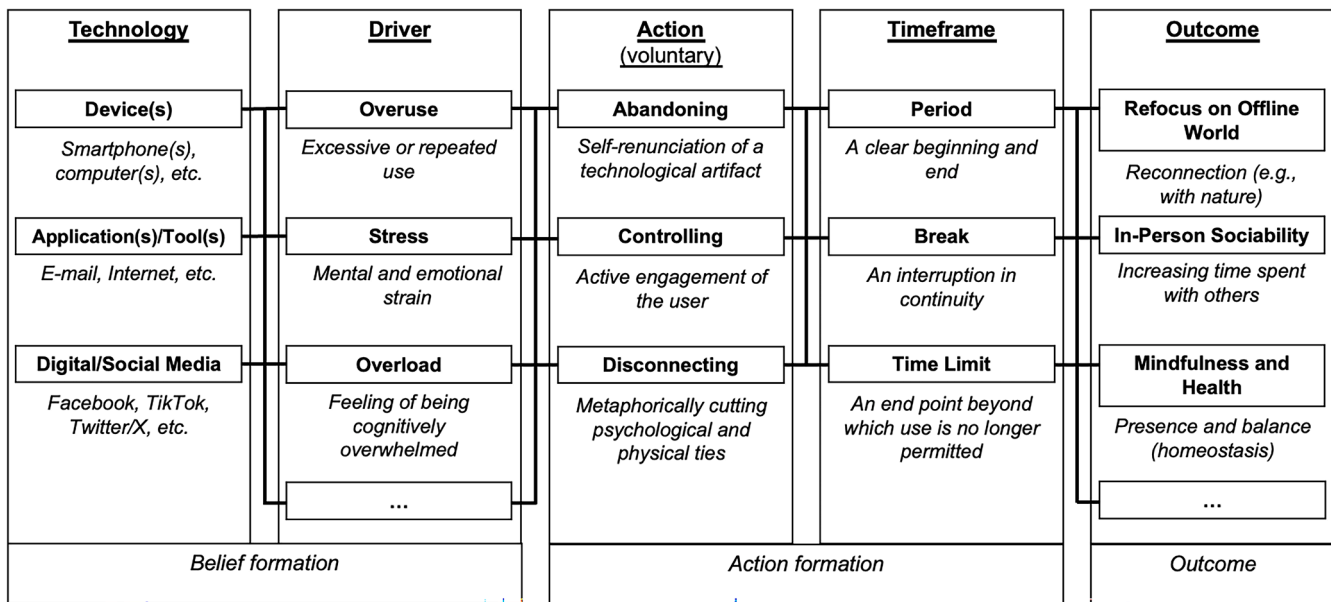 Technology
Device(s)
Smartphone(s),
computer(s), etc.
Application(s)/Tool(s)
E-mail, Internet, etc.
Digital/Social Media
Facebook, TikTok,
Twitter/X, etc.
Driver
Overuse
Excessive or repeated
use
Stress
Mental and emotional
strain
Overload
Feeling of being
cognitively
overwhelmed
...
Belief formation
Action
(voluntary)
Abandoning
Self-renunciation of a
technological artifact
Controlling
Active engagement of
the user
Disconnecting
Metaphorically cutting
psychological and
physical ties
Timeframe
Period
A clear beginning and
end
Break
An interruption in
continuity
Time Limit
An end point beyond
which use is no longer
permitted
Action formation
Outcome
Refocus on Offline
World
Reconnection (e.g.,
with nature)
In-Person Sociability
Increasing time spent
with others
Mindfulness and
Health
Presence and balance
(homeostasis)
...
Outcome